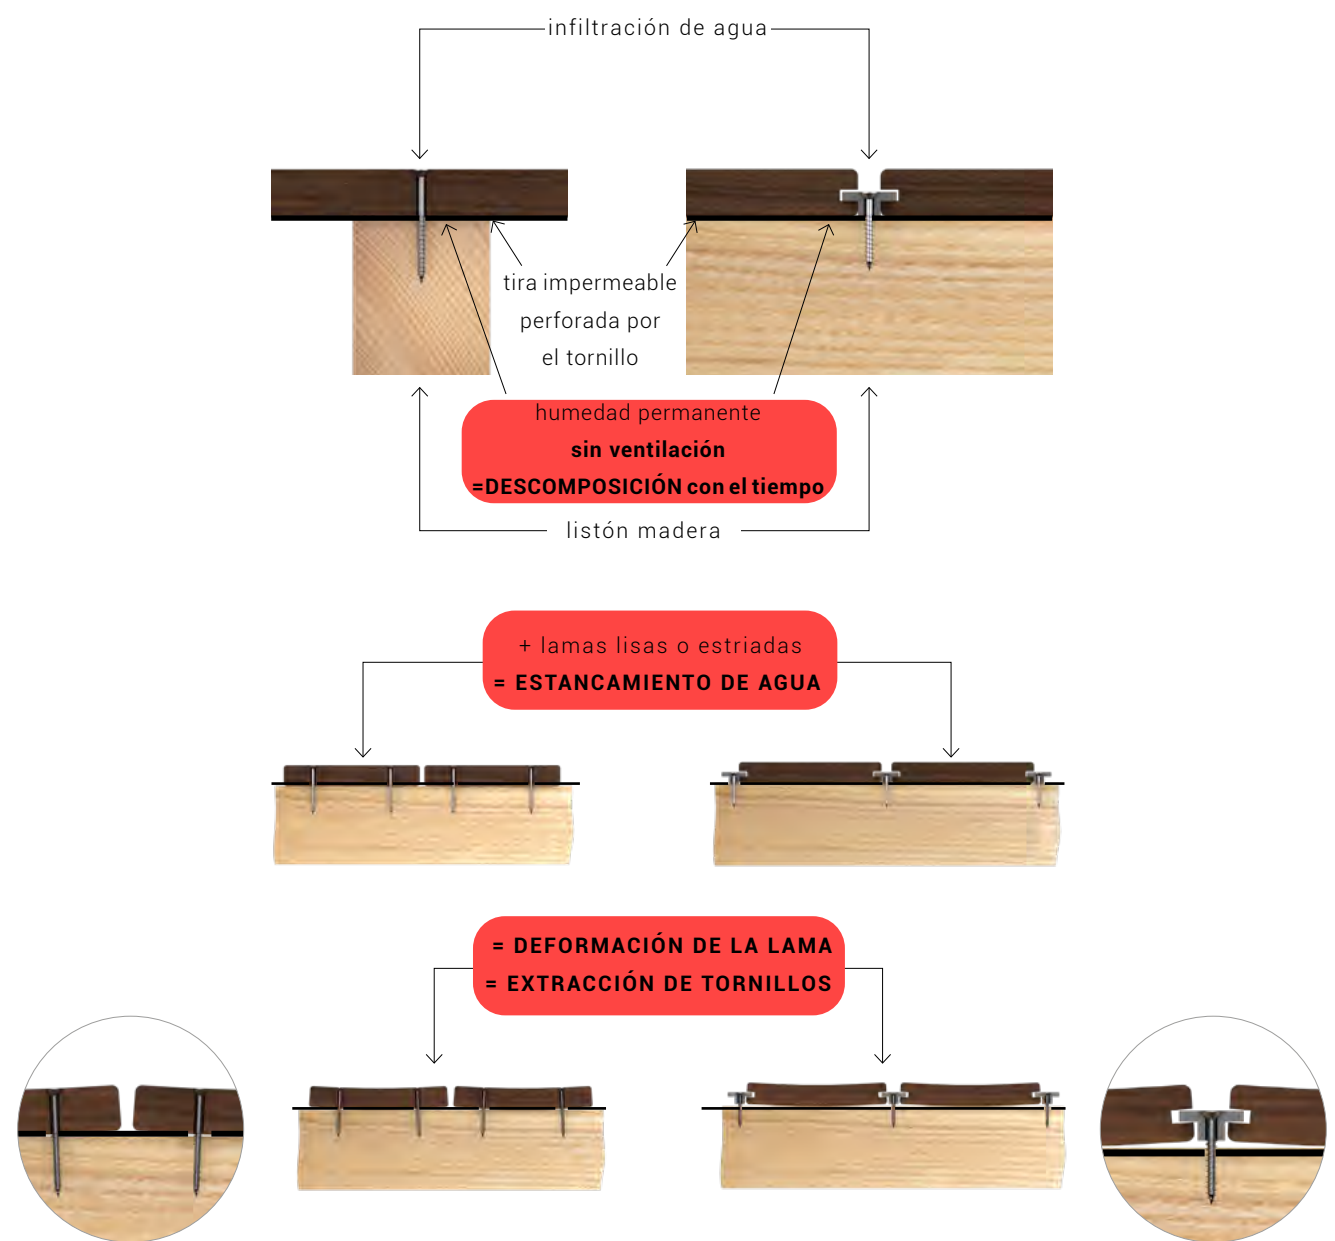 infiltración de agua
tira impermeable
perforada por
el tornillo
humedad permanente
sin ventilación
=DESCOMPOSICIÓN con el tiempo
listón madera
+ lamas lisas o estriadas
= ESTANCAMIENTO DE AGUA
= DEFORMACIÓN DE LA LAMA
= EXTRACCIÓN DE TORNILLOS